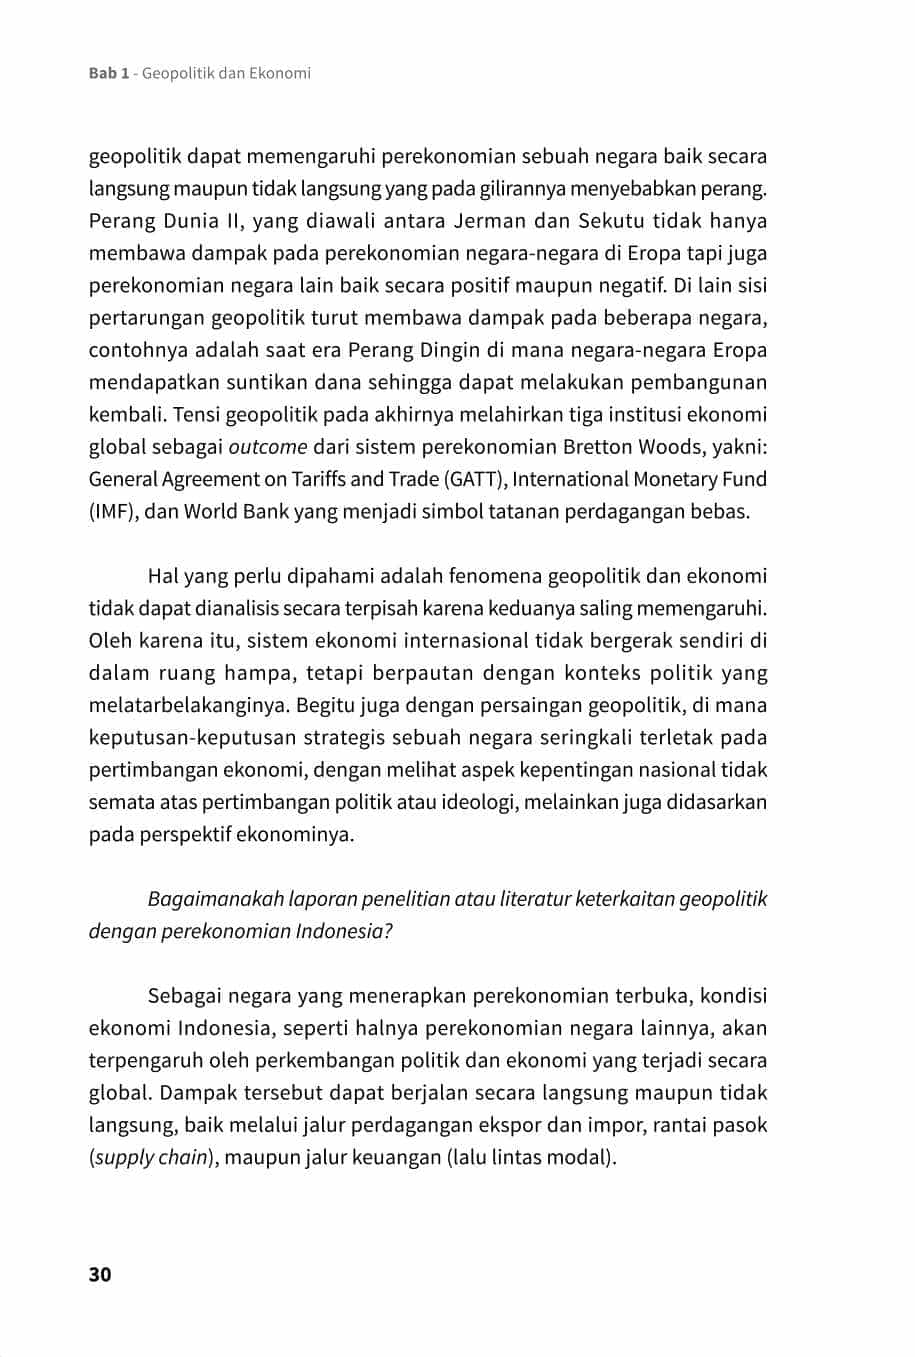 Bab 1 - Geopolitik dan Ekonomi
geopolitik dapat memengaruhi perekonomian sebuah negara baik secara
langsung maupun tidak langsung yang pada gilirannya menyebabkan perang.
Perang Dunia II, yang diawali antara Jerman dan Sekutu tidak hanya
membawa dampak pada perekonomian negara-negara di Eropa tapi juga
perekonomian negara lain baik secara positif maupun negatif. Di lain sisi
pertarungan geopolitik turut membawa dampak pada beberapa negara,
contohnya adalah saat era Perang Dingin di mana negara-negara Eropa
mendapatkan suntikan dana sehingga dapat melakukan pembangunan
kembali. Tensi geopolitik pada akhirnya melahirkan tiga institusi ekonomi
global sebagai outcome dari sistem perekonomian Bretton Woods, yakni:
General Agreement on Tariffs and Trade (GATT), International Monetary Fund
(IMF), dan World Bank yang menjadi simbol tatanan perdagangan bebas.
Hal yang perlu dipahami adalah fenomena geopolitik dan ekonomi
tidak dapat dianalisis secara terpisah karena keduanya saling memengaruhi.
Oleh karena itu, sistem ekonomi internasional tidak bergerak sendiri di
dalam ruang hampa, tetapi berpautan dengan konteks politik yang
melatarbelakanginya. Begitu juga dengan persaingan geopolitik, di mana
keputusan-keputusan strategis sebuah negara seringkali terletak pada
pertimbangan ekonomi, dengan melihat aspek kepentingan nasional tidak
semata atas pertimbangan politik atau ideologi, melainkan juga didasarkan
pada perspektif ekonominya.
Bagaimanakah laporan penelitian atau literatur keterkaitan geopolitik
dengan perekonomian Indonesia?
Sebagai negara yang menerapkan perekonomian terbuka, kondisi
ekonomi Indonesia, seperti halnya perekonomian negara lainnya, akan
terpengaruh oleh perkembangan politik dan ekonomi yang terjadi secara
global. Dampak tersebut dapat berjalan secara langsung maupun tidak
langsung, baik melalui jalur perdagangan ekspor dan impor, rantai pasok
(supply chain), maupun jalur keuangan (lalu lintas modal).
30